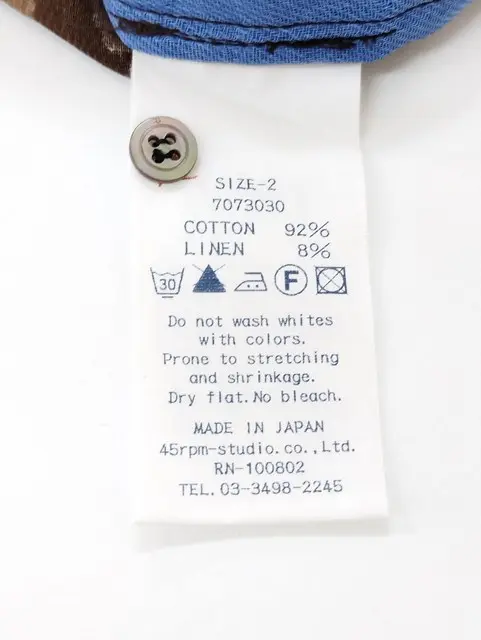 SIZE-2
7073030
COTTON 92%
LINEN 8%
30 F
Do not wash whites
with colors.
Prone to stretching
and shrinkage.
Dry flat.No bleach.
MADE IN JAPAN
45rpm-studio.co.,Ltd.
RN-100802
TEL. 03-3498-2245